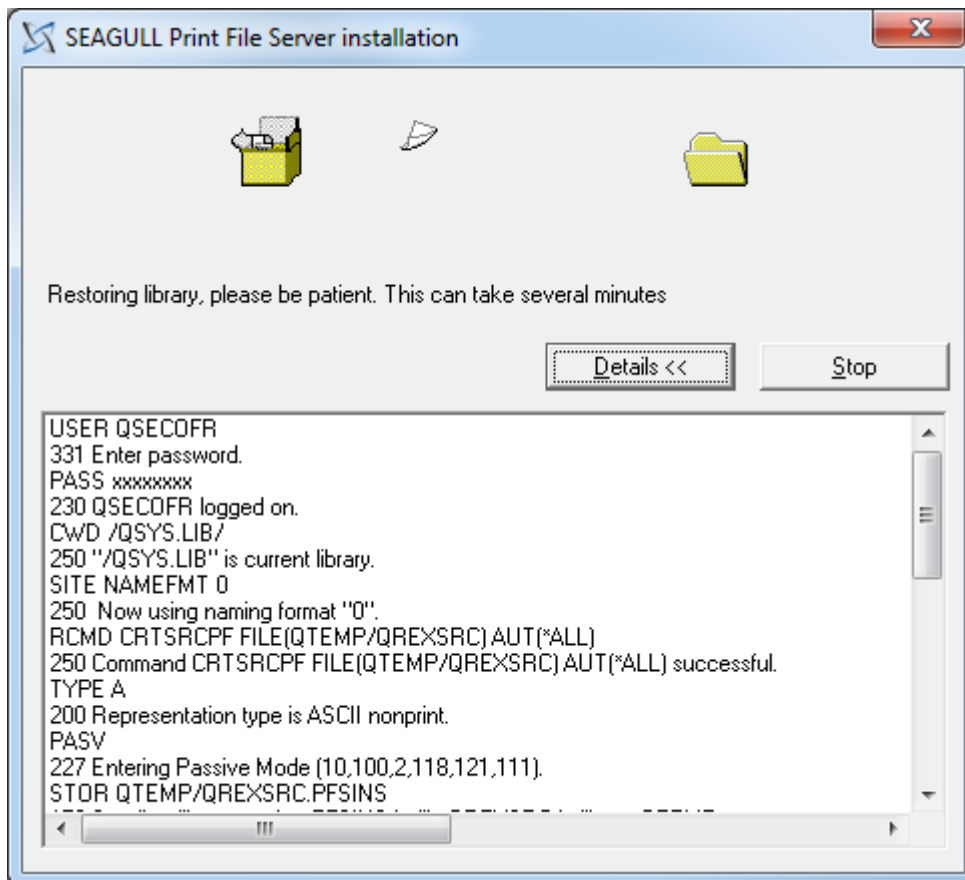 SEAGULL Print File Server installation
Restoring library, please be patient. This can take several minutes
Details <<
Stop
USER QSECOFR
331 Enter password.
PASS xxxxxxxx
230 QSECOFR logged on.
CWD /QSYS.LIB/
250 "/QSYS.LIB" is current library.
SITE NAMEFMT 0
250  Now using naming format "0".
RCMD CRTSRCPF FILE(QTEMP/QREXSRC) AUT(*ALL)
250 Command CRTSRCPF FILE(QTEMP/QREXSRC) AUT(*ALL) successful.
TYPE A
200 Representation type is ASCII nonprint.
PASV
227 Entering Passive Mode (10,100,2,118,121,111).
STOR QTEMP/QREXSRC.PFSINS